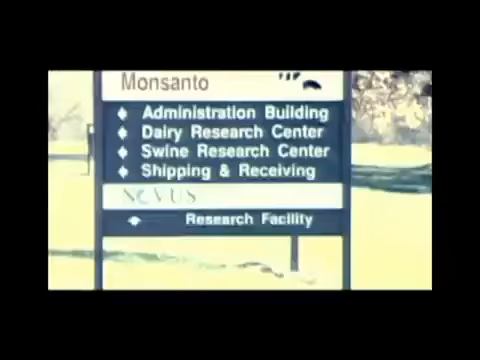 Monsanto
Administration Building
Dairy Research Center
Swine Research Center
Shipping & Receiving
NOVUS
Research Facility